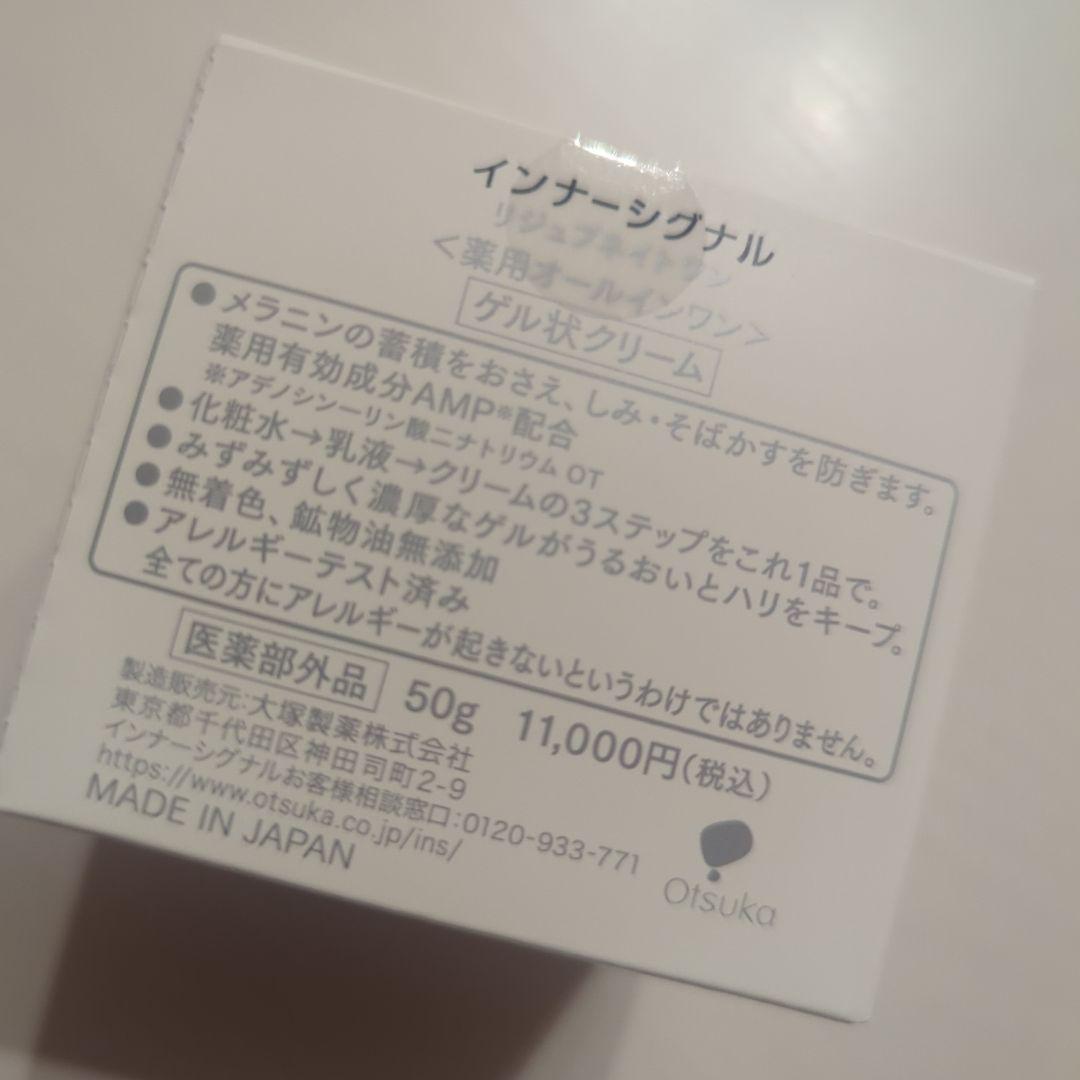 インナーシグナル
リジュブネイトワン
<薬用オールインワン>
ゲル状クリーム
●メラニンの蓄積をおさえ、しみ・そばかすを防ぎます。
薬用有効成分AMP※配合
※アデノシン一リン酸二ナトリウム OT
●化粧水→乳液→クリームの3ステップをこれ1品で。
●みずみずしく濃厚なゲルがうるおいとハリをキープ。
●無着色、鉱物油無添加
●アレルギーテスト済み
全ての方にアレルギーが起きないというわけではありません。
医薬部外品 50g 11,000円(税込)
製造販売元:大塚製薬株式会社
東京都千代田区神田司町2-9
インナーシグナルお客様相談窓口:0120-933-771
https://www.otsuka.co.jp/ins/
MADE IN JAPAN
Otsuka